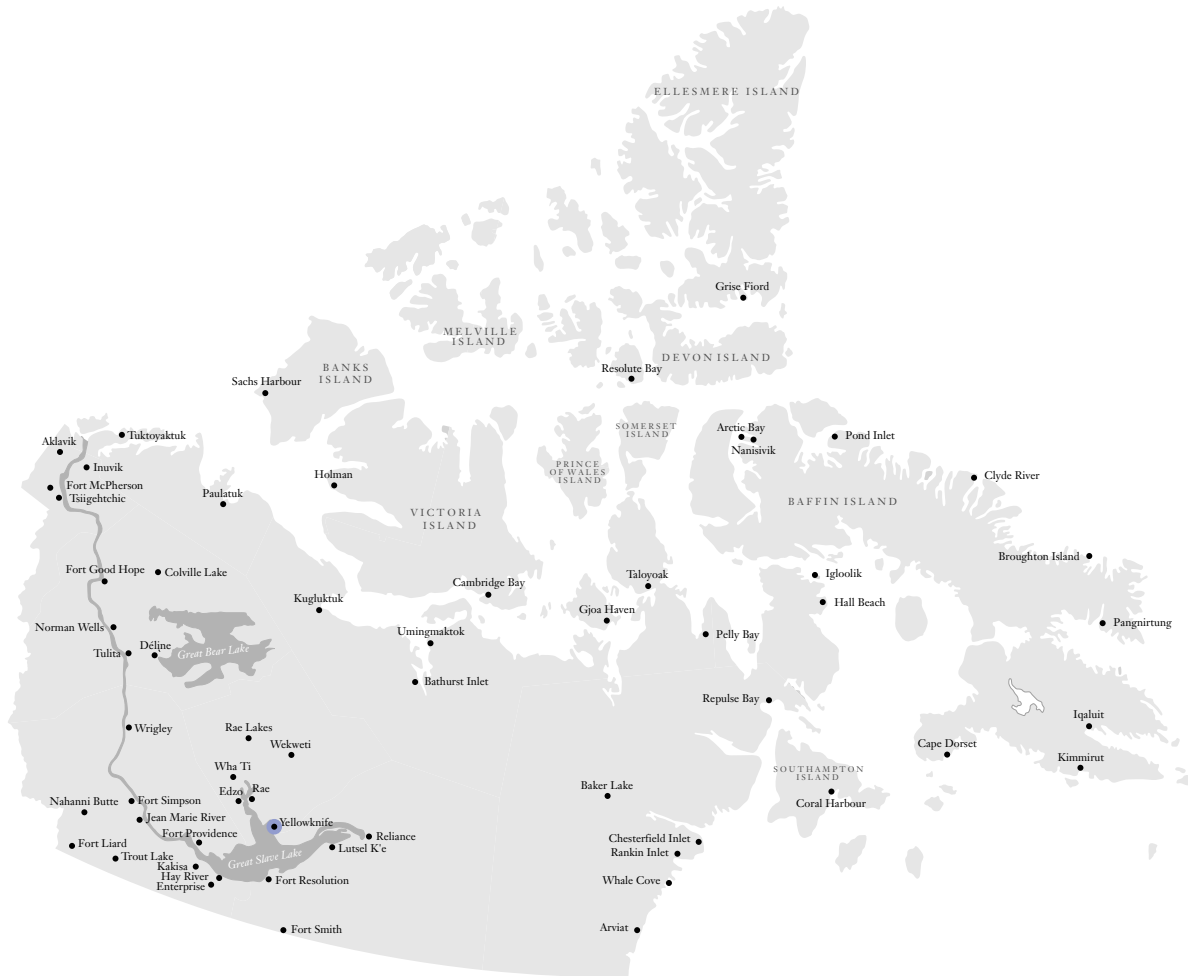 ELLESMERE ISLAND
Grise Fiord
MELVILLE
ISLAND
DEVON ISLAND
BANKS
ISLAND
Resolute Bay
Sachs Harbour
SOMERSET
ISLAND
Arctic Bay
Nanisivik
Pond Inlet
Tuktoyaktuk
Aklavik
Inuvik
Fort McPherson
Tsiigehtchic
Paulatuk
Holman
PRINCE
OF WALES
ISLAND
Clyde River
BAFFIN ISLAND
VICTORIA
ISLAND
Broughton Island
Fort Good Hope
Colville Lake
Cambridge Bay
Taloyoak
Igloolik
Kugluktuk
Gjoa Haven
Hall Beach
Norman Wells
Umingmaktok
Pelly Bay
Pangnirtung
Tulita
Déline
Great Bear Lake
Bathurst Inlet
Repulse Bay
Wrigley
Rae Lakes
Wekweti
Iqaluit
Cape Dorset
Kimmirut
Wha Ti
SOUTHAMPTON
ISLAND
Edzo
Rae
Baker Lake
Coral Harbour
Nahanni Butte
Fort Simpson
Jean Marie River
Yellowknife
Fort Providence
Reliance
Chesterfield Inlet
Fort Liard
Lutsel K'e
Rankin Inlet
Trout Lake
Great Slave Lake
Kakisa
Hay River
Enterprise
Fort Resolution
Whale Cove
Fort Smith
Arviat